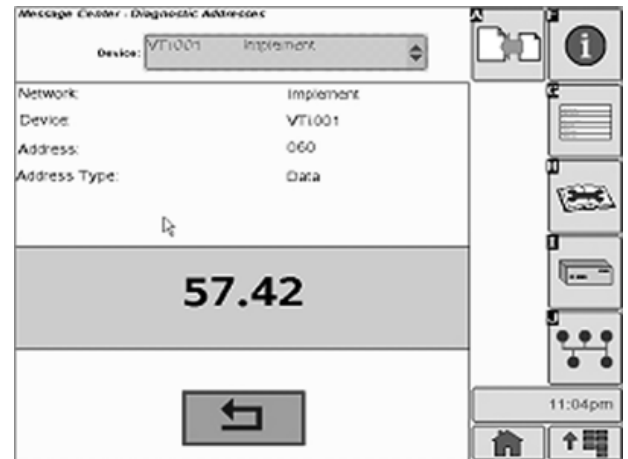 Message Center - Diagnostic Addresses
Device: VTi001 Implement
Network: Implement
Device: VTi001
Address: 060
Address Type: Data
57.42
A
F
G
H
I
J
11:04pm